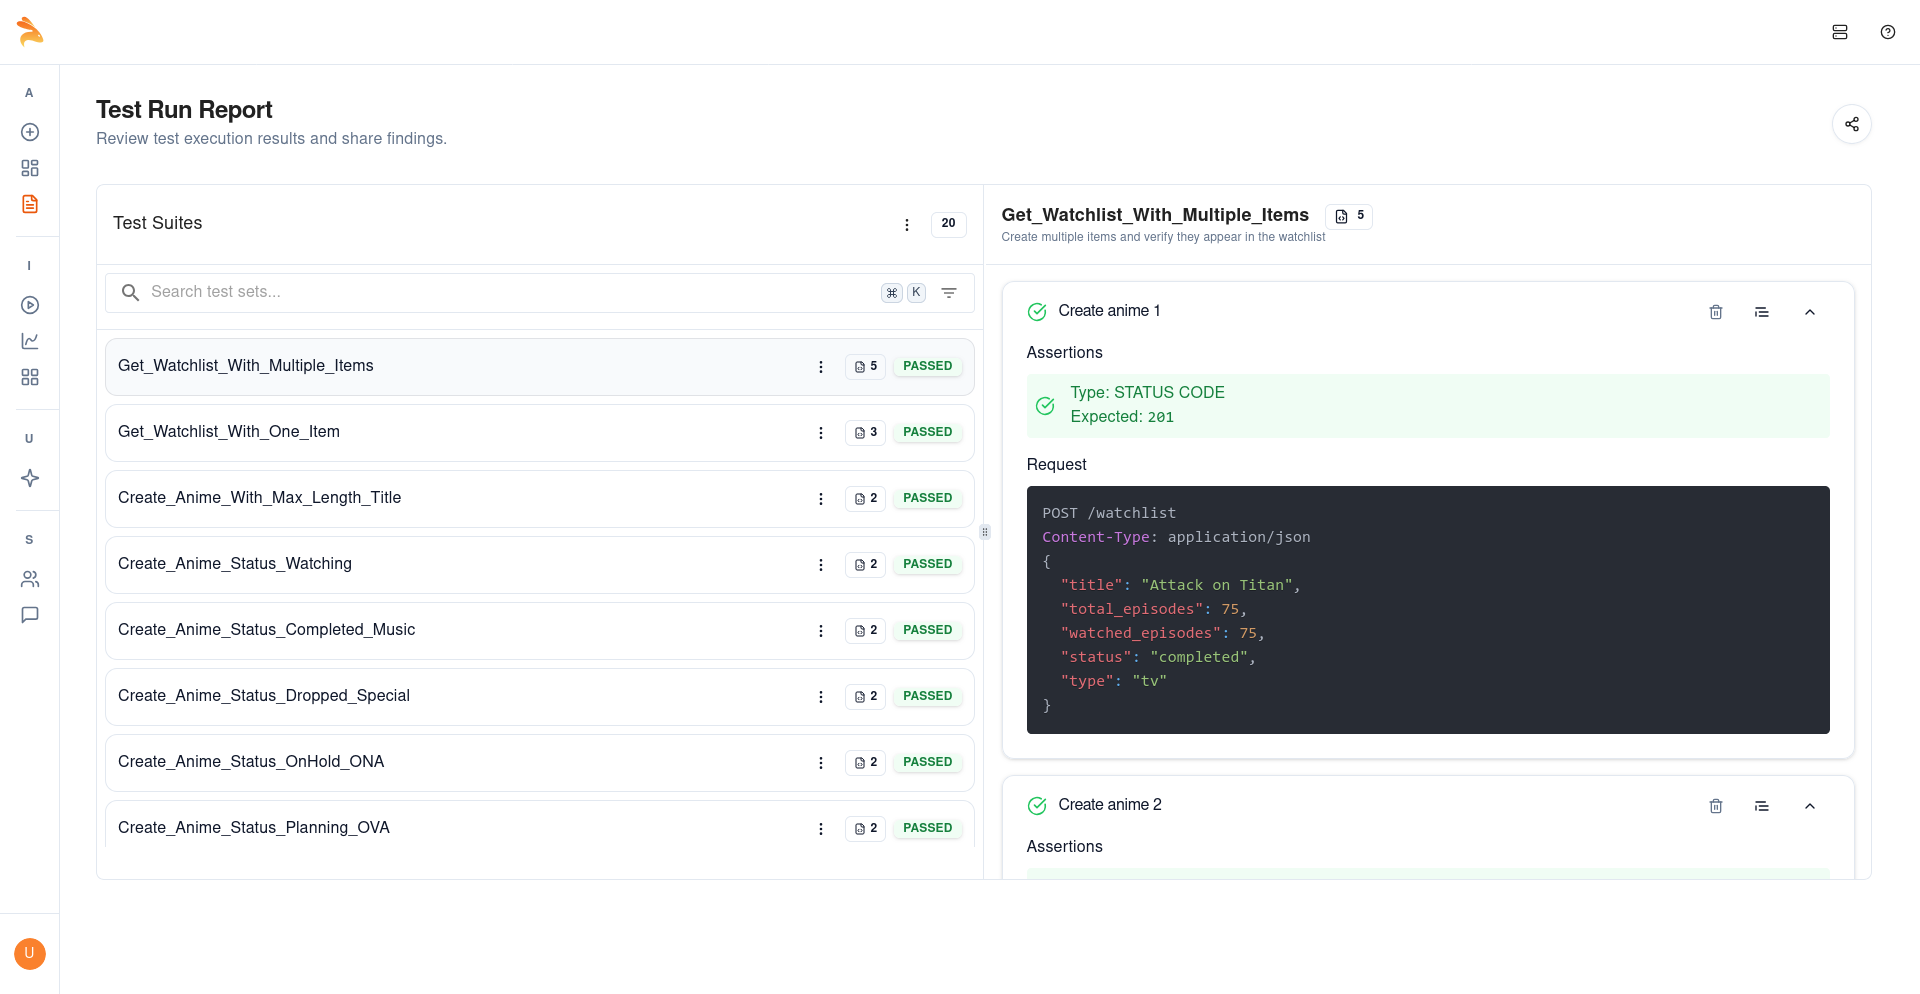 A
I
U
S
U
Test Run Report
Review test execution results and share findings.
Test Suites
20
Search test sets...
⌘ K
Get_Watchlist_With_Multiple_Items 5 PASSED
Get_Watchlist_With_One_Item 3 PASSED
Create_Anime_With_Max_Length_Title 2 PASSED
Create_Anime_Status_Watching 2 PASSED
Create_Anime_Status_Completed_Music 2 PASSED
Create_Anime_Status_Dropped_Special 2 PASSED
Create_Anime_Status_OnHold_ONA 2 PASSED
Create_Anime_Status_Planning_OVA 2 PASSED
Get_Watchlist_With_Multiple_Items 5
Create multiple items and verify they appear in the watchlist
Create anime 1
Assertions
Type: STATUS CODE
Expected: 201
Request
POST /watchlist
Content-Type: application/json
{
"title": "Attack on Titan",
"total_episodes": 75,
"watched_episodes": 75,
"status": "completed",
"type": "tv"
}
Create anime 2
Assertions